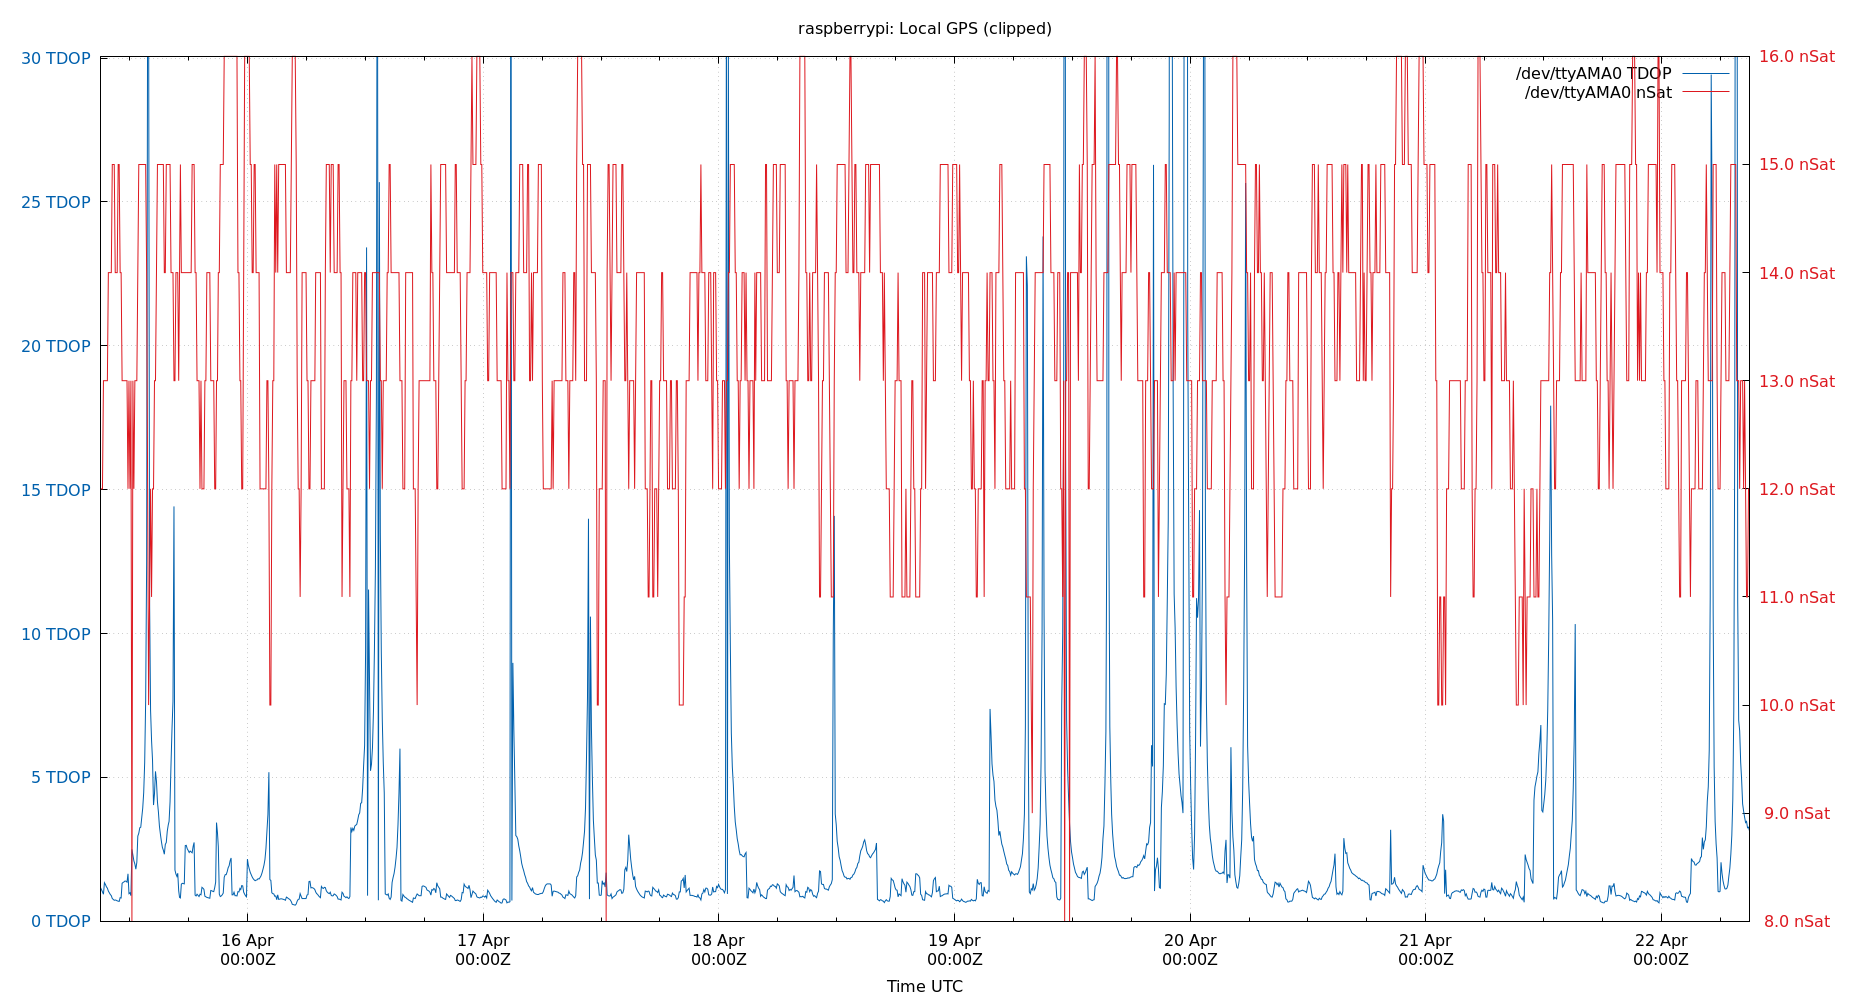 raspberrypi: Local GPS (clipped)
30 TDOP
25 TDOP
20 TDOP
15 TDOP
10 TDOP
5 TDOP
0 TDOP
16.0 nSat
15.0 nSat
14.0 nSat
13.0 nSat
12.0 nSat
11.0 nSat
10.0 nSat
9.0 nSat
8.0 nSat
/dev/ttyAMA0 TDOP
/dev/ttyAMA0 nSat
16 Apr
00:00Z
17 Apr
00:00Z
18 Apr
00:00Z
19 Apr
00:00Z
20 Apr
00:00Z
21 Apr
00:00Z
22 Apr
00:00Z
Time UTC